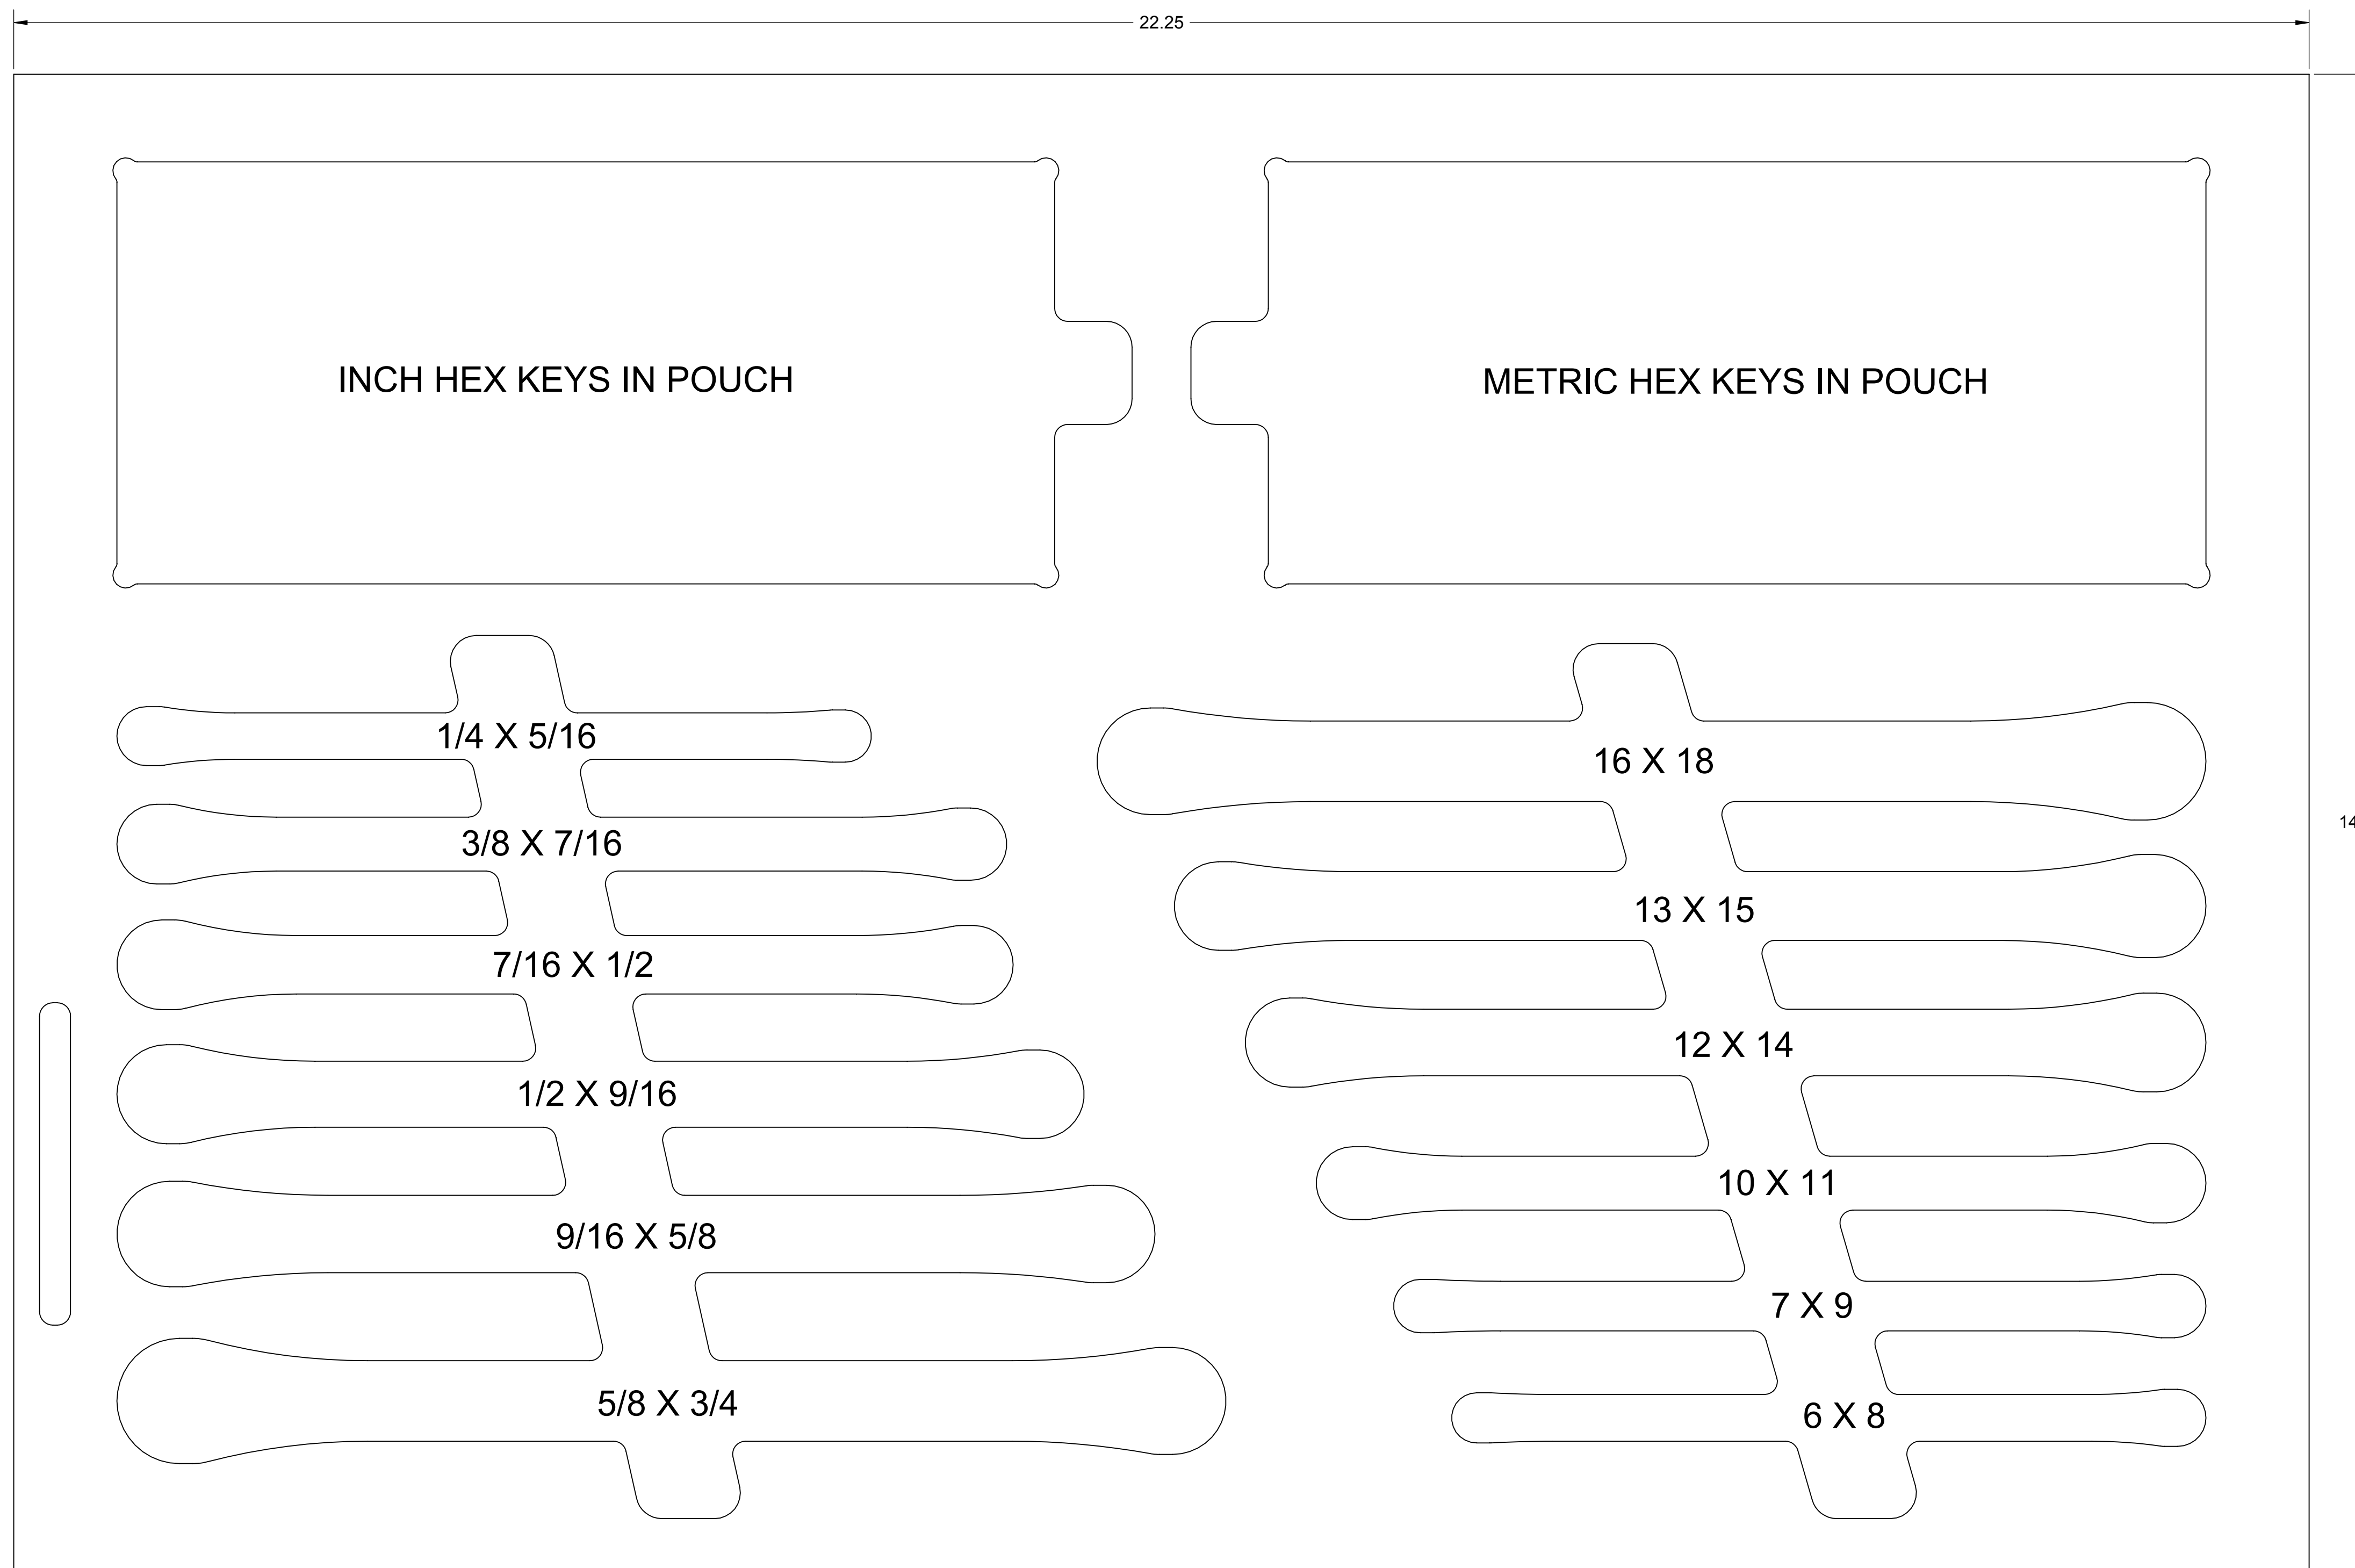 22.25
INCH HEX KEYS IN POUCH
METRIC HEX KEYS IN POUCH
1/4 X 5/16
3/8 X 7/16
7/16 X 1/2
1/2 X 9/16
9/16 X 5/8
5/8 X 3/4
16 X 18
13 X 15
12 X 14
10 X 11
7 X 9
6 X 8